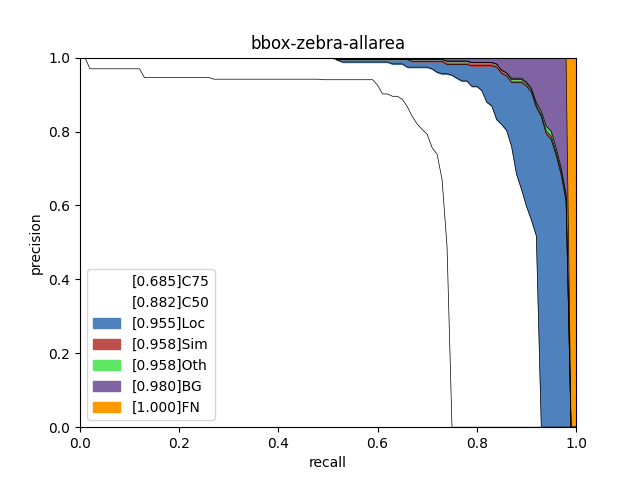 bbox-zebra-allarea
1.0
0.8
0.6
0.4
0.2
0.0
precision
[0.685]C75
[0.882]C50
[0.955]Loc
[0.958]Sim
[0.958]Oth
[0.980]BG
[1.000]FN
0.0 0.2 0.4 0.6 0.8 1.0
recall